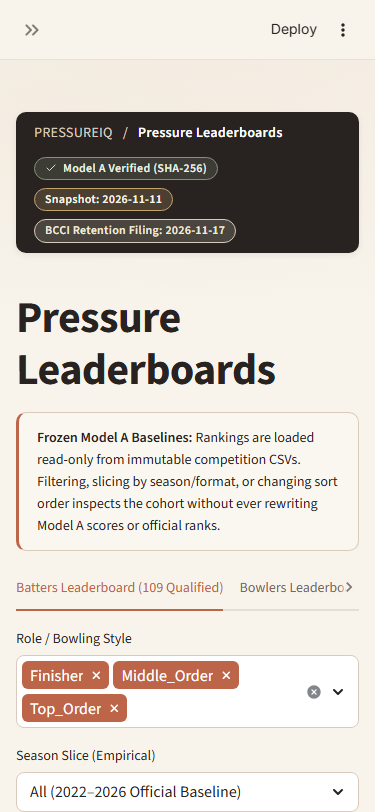 Deploy
PRESSUREIQ / Pressure Leaderboards
Model A Verified (SHA-256)
Snapshot: 2026-11-11
BCCI Retention Filing: 2026-11-17
Pressure
Leaderboards
Frozen Model A Baselines: Rankings are loaded
read-only from immutable competition CSVs.
Filtering, slicing by season/format, or changing sort
order inspects the cohort without ever rewriting
Model A scores or official ranks.
Batters Leaderboard (109 Qualified) Bowlers Leaderbo
Role / Bowling Style
Finisher Middle_Order
Top_Order
Season Slice (Empirical)
All (2022–2026 Official Baseline)